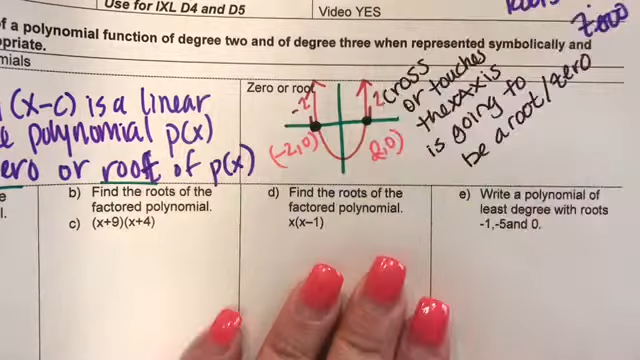 Use for IXL D4 and D5
Video YES
zero
of a polynomial function of degree two and of degree three when represented symbolically and
opriate.
mials
(x-c) is a linear
polynomial p(x)
ero or root of p(x)
Zero or root
-2
2
(-2,0)
2,0)
cross
or touches
the x Axis
is going to
be a root/zero
e
l.
b) Find the roots of the
factored polynomial.
c) (x+9)(x+4)
d) Find the roots of the
factored polynomial.
x(x–1)
e) Write a polynomial of
least degree with roots
-1,-5and 0.